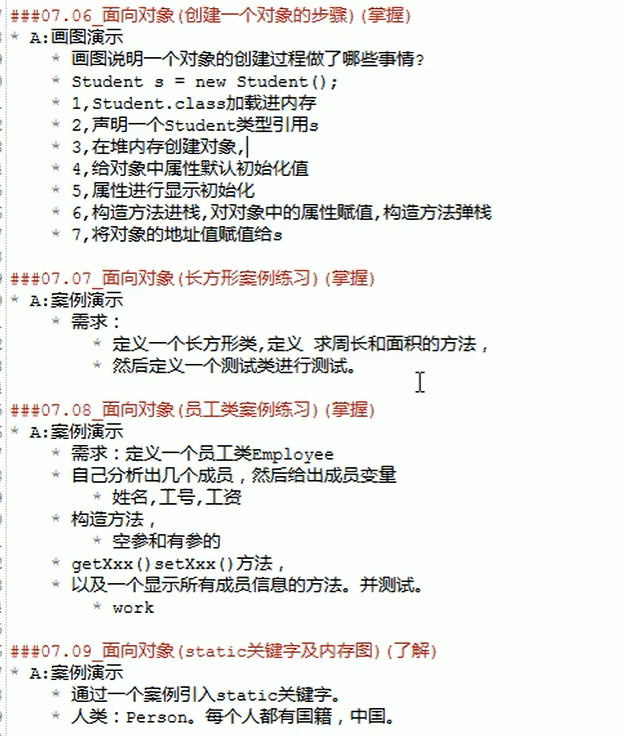 ###07.06_面向对象(创建一个对象的步骤)(掌握)
* A:画图演示
* 画图说明一个对象的创建过程做了哪些事情?
* Student s = new Student();
* 1,Student.class加载进内存
* 2,声明一个Student类型引用s
* 3,在堆内存创建对象,
* 4,给对象中属性默认初始化值
* 5,属性进行显示初始化
* 6,构造方法进栈,对对象中的属性赋值,构造方法弹栈
* 7,将对象的地址值赋值给s
###07.07_面向对象(长方形案例练习)(掌握)
* A:案例演示
* 需求：
* 定义一个长方形类,定义 求周长和面积的方法，
* 然后定义一个测试类进行测试。
###07.08_面向对象(员工类案例练习)(掌握)
* A:案例演示
* 需求：定义一个员工类Employee
* 自己分析出几个成员，然后给出成员变量
* 姓名,工号,工资
* 构造方法，
* 空参和有参的
* getXxx()setXxx()方法，
* 以及一个显示所有成员信息的方法。并测试。
* work
###07.09_面向对象(static关键字及内存图)(了解)
* A:案例演示
* 通过一个案例引入static关键字。
* 人类：Person。每个人都有国籍，中国。